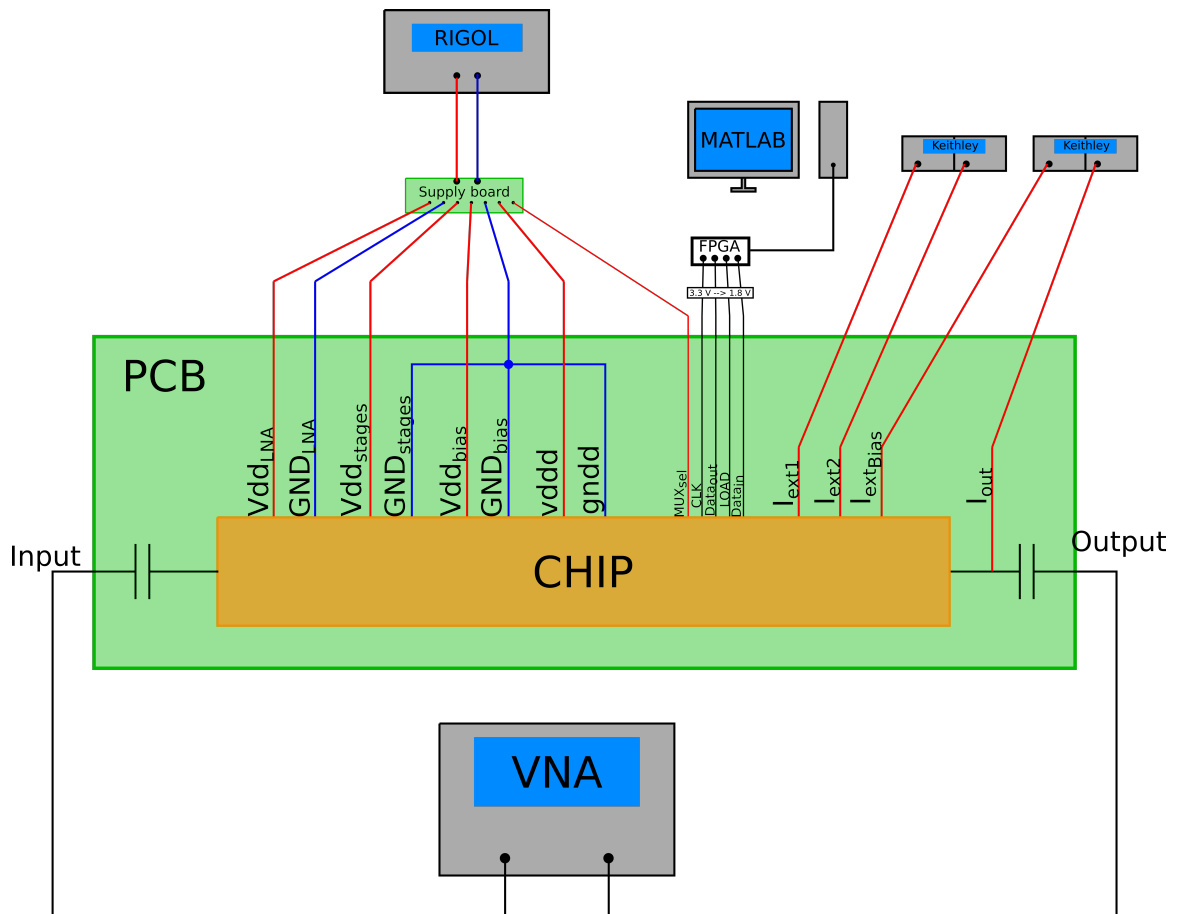 RIGOL
MATLAB
Keithley
Keithley
Supply board
FPGA
3.3 V --> 1.8 V
PCB
VddLNA
GNDLNA
Vddstages
GNDstages
Vddbias
GNDbias
vddd
gndd
MUXsel
CLK
Dataout
LOAD
Datain
Iext1
Iext2
IextBias
Iout
Input
CHIP
Output
VNA